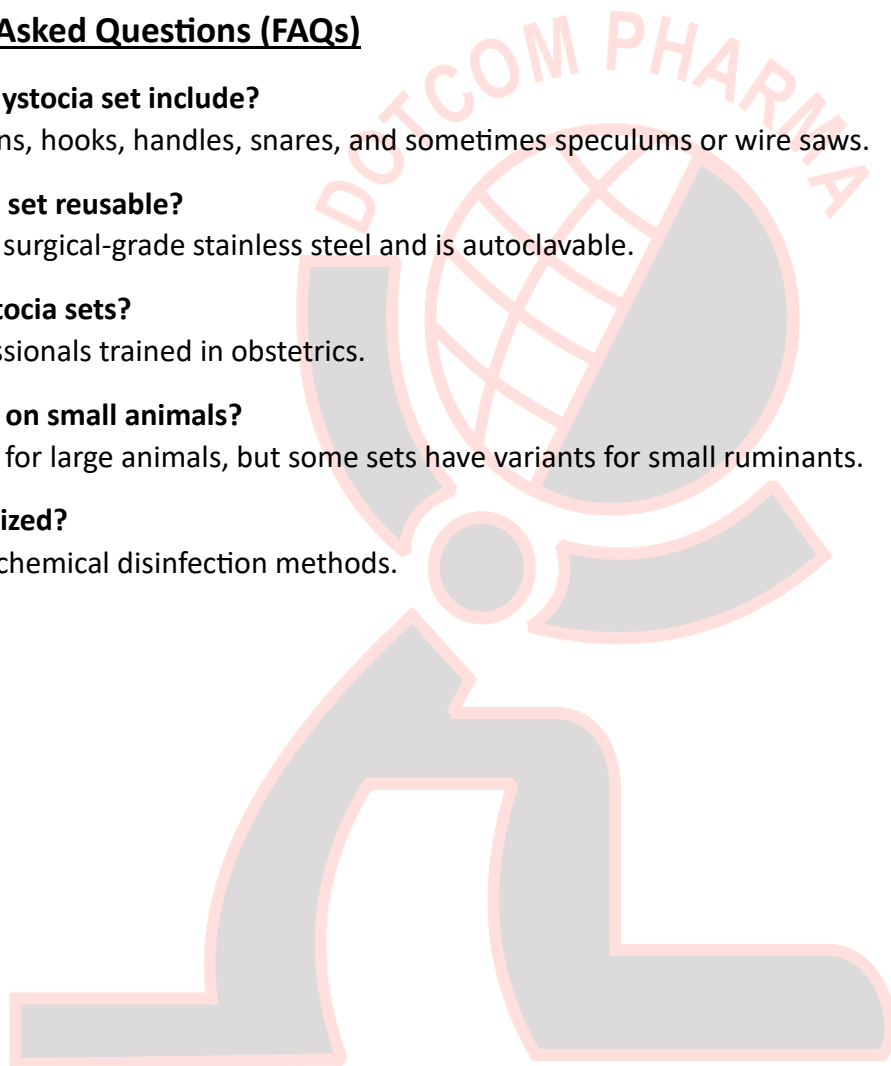 Asked Questions (FAQs)
ystocia set include?
ns, hooks, handles, snares, and sometimes speculums or wire saws.
set reusable?
surgical-grade stainless steel and is autoclavable.
tocia sets?
ssionals trained in obstetrics.
on small animals?
for large animals, but some sets have variants for small ruminants.
ized?
chemical disinfection methods.
DOTCOM PHARMA